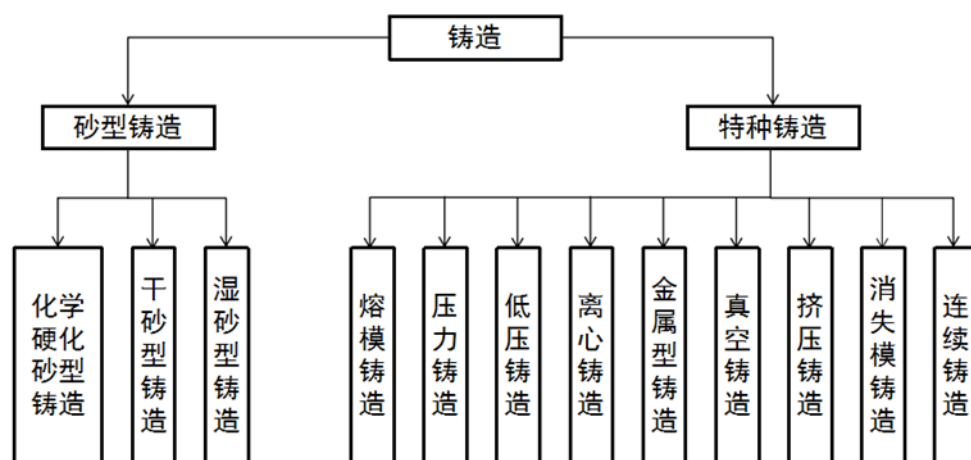 铸造
砂型铸造
特种铸造
化学硬化砂型铸造
干砂型铸造
湿砂型铸造
熔模铸造
压力铸造
低压铸造
离心铸造
金属型铸造
真空铸造
挤压铸造
消失模铸造
连续铸造